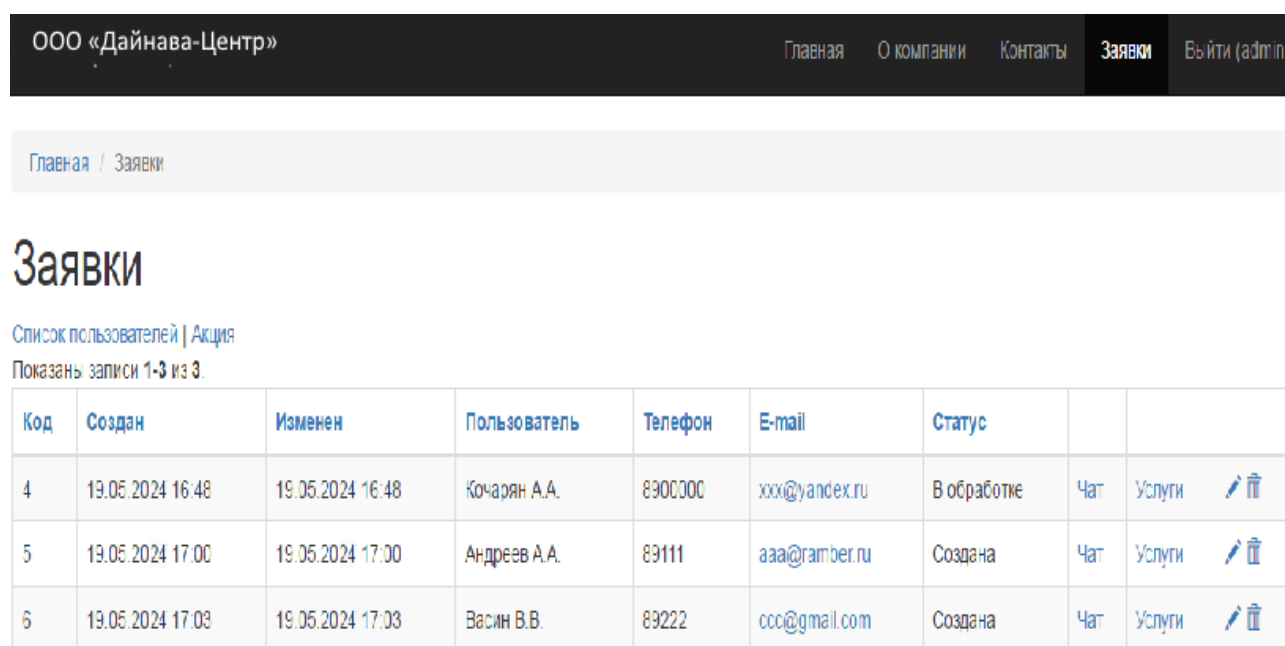 ООО «Дайнава-Центр»
Главная О компании Контакты Заявки Выйти (admin
Главная / Заявки
Заявки
Список пользователей | Акция
Показаны записи 1-3 из 3.
Код Создан Изменен Пользователь Телефон E-mail Статус
4 19.05.2024 16:48 19.05.2024 16:48 Кочарян А.А. 8900000 xxx@yandex.ru В обработке Чат Услуги
5 19.05.2024 17:00 19.05.2024 17:00 Андреев А.А. 89111 aaa@ramber.ru Создана Чат Услуги
6 19.05.2024 17:03 19.05.2024 17:03 Васин В.В. 89222 ccc@gmail.com Создана Чат Услуги